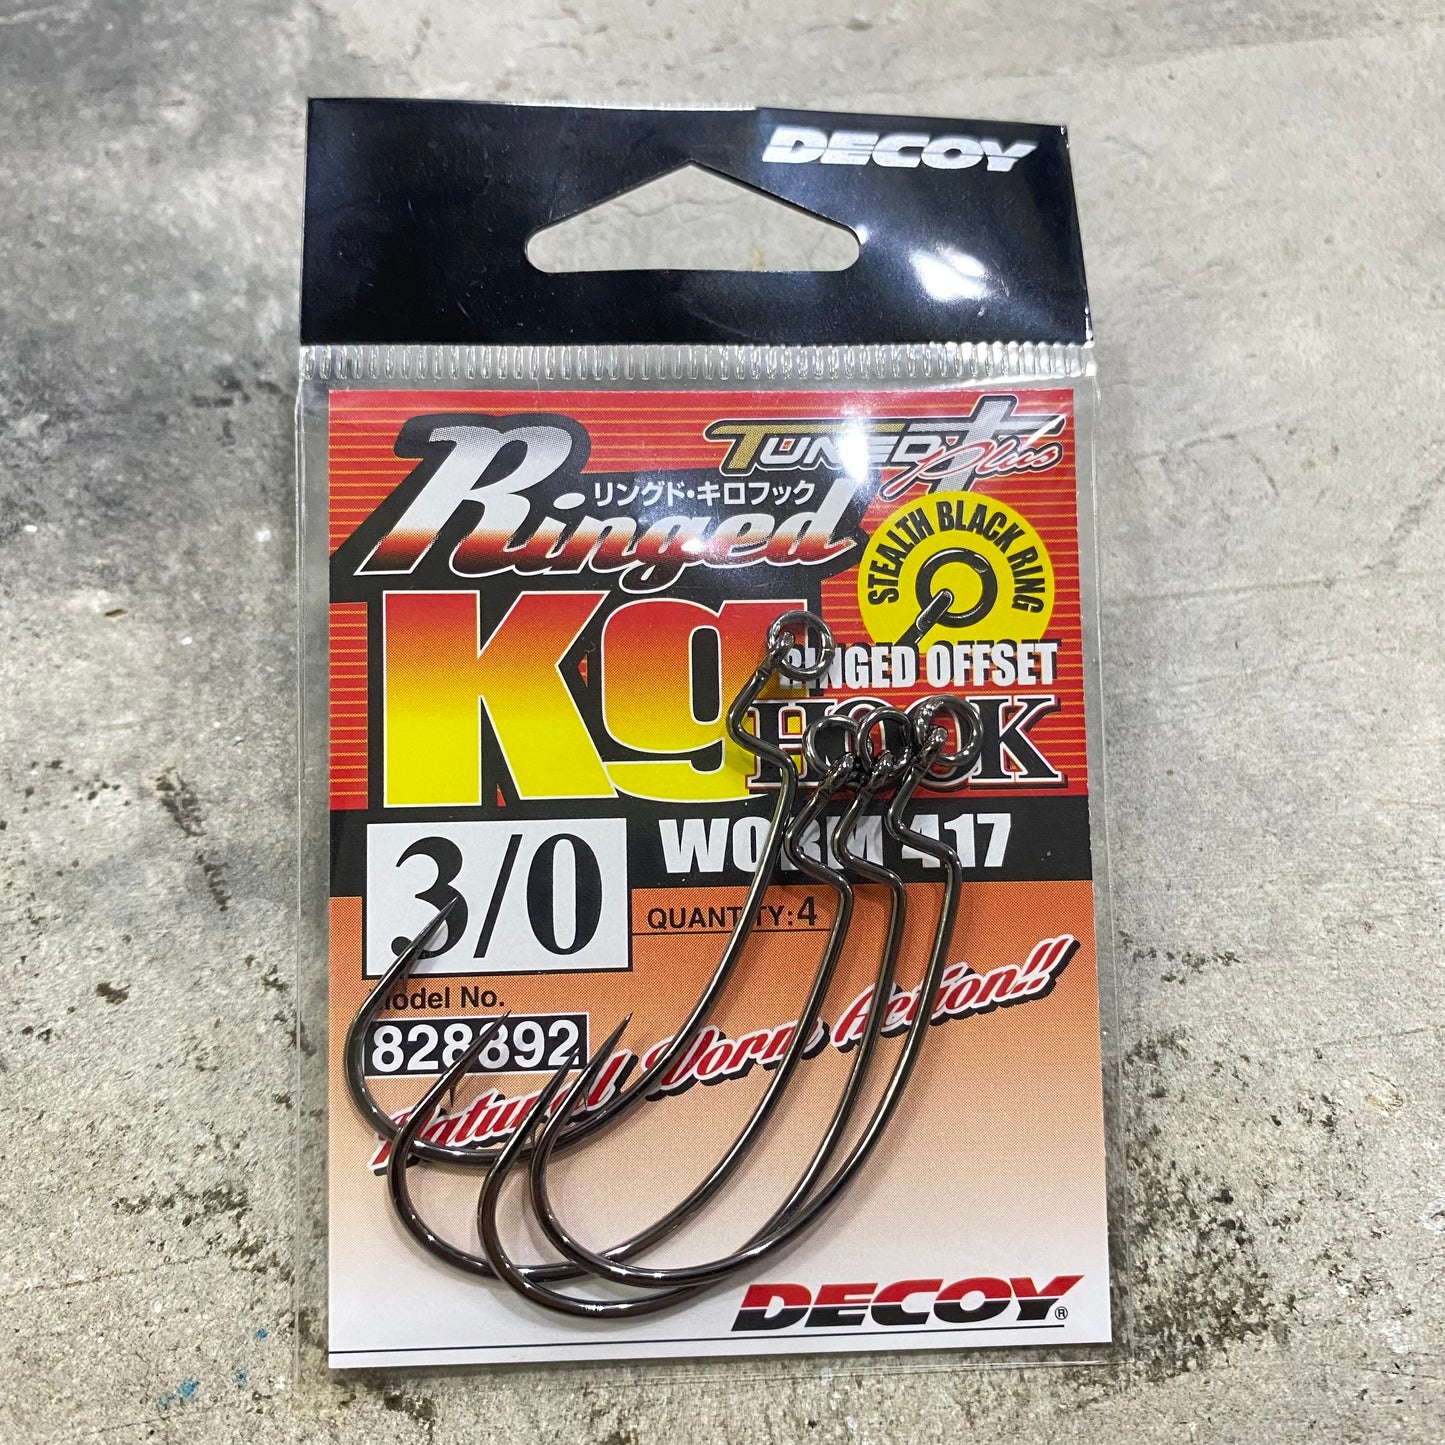 DECOY
TUNED Plus
Ringed
リングド・キロフック
STEALTH BLACK RING
Kg
RINGED OFFSET
HOOK
3/0
WORM 417
QUANTITY:4
Model No.
828892
Natural Worm Action!!
DECOY®